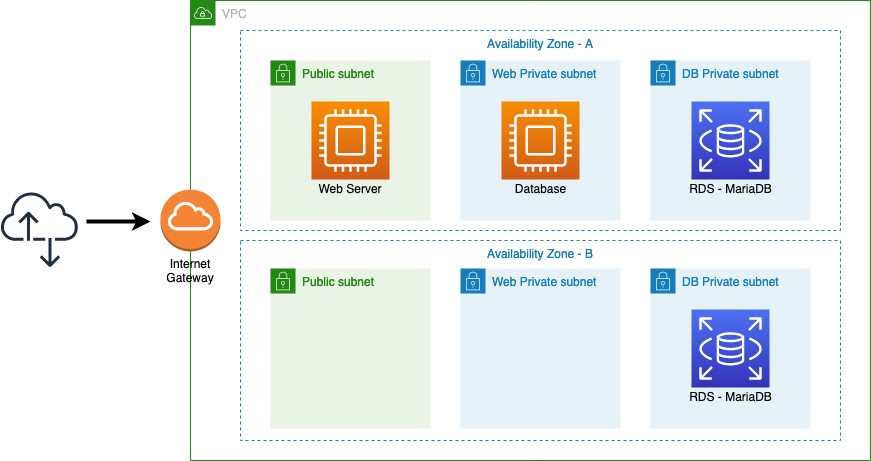 VPC
Availability Zone - A
Public subnet
Web Private subnet
DB Private subnet
Web Server
Database
RDS - MariaDB
Internet
Gateway
Availability Zone - B
Public subnet
Web Private subnet
DB Private subnet
RDS - MariaDB